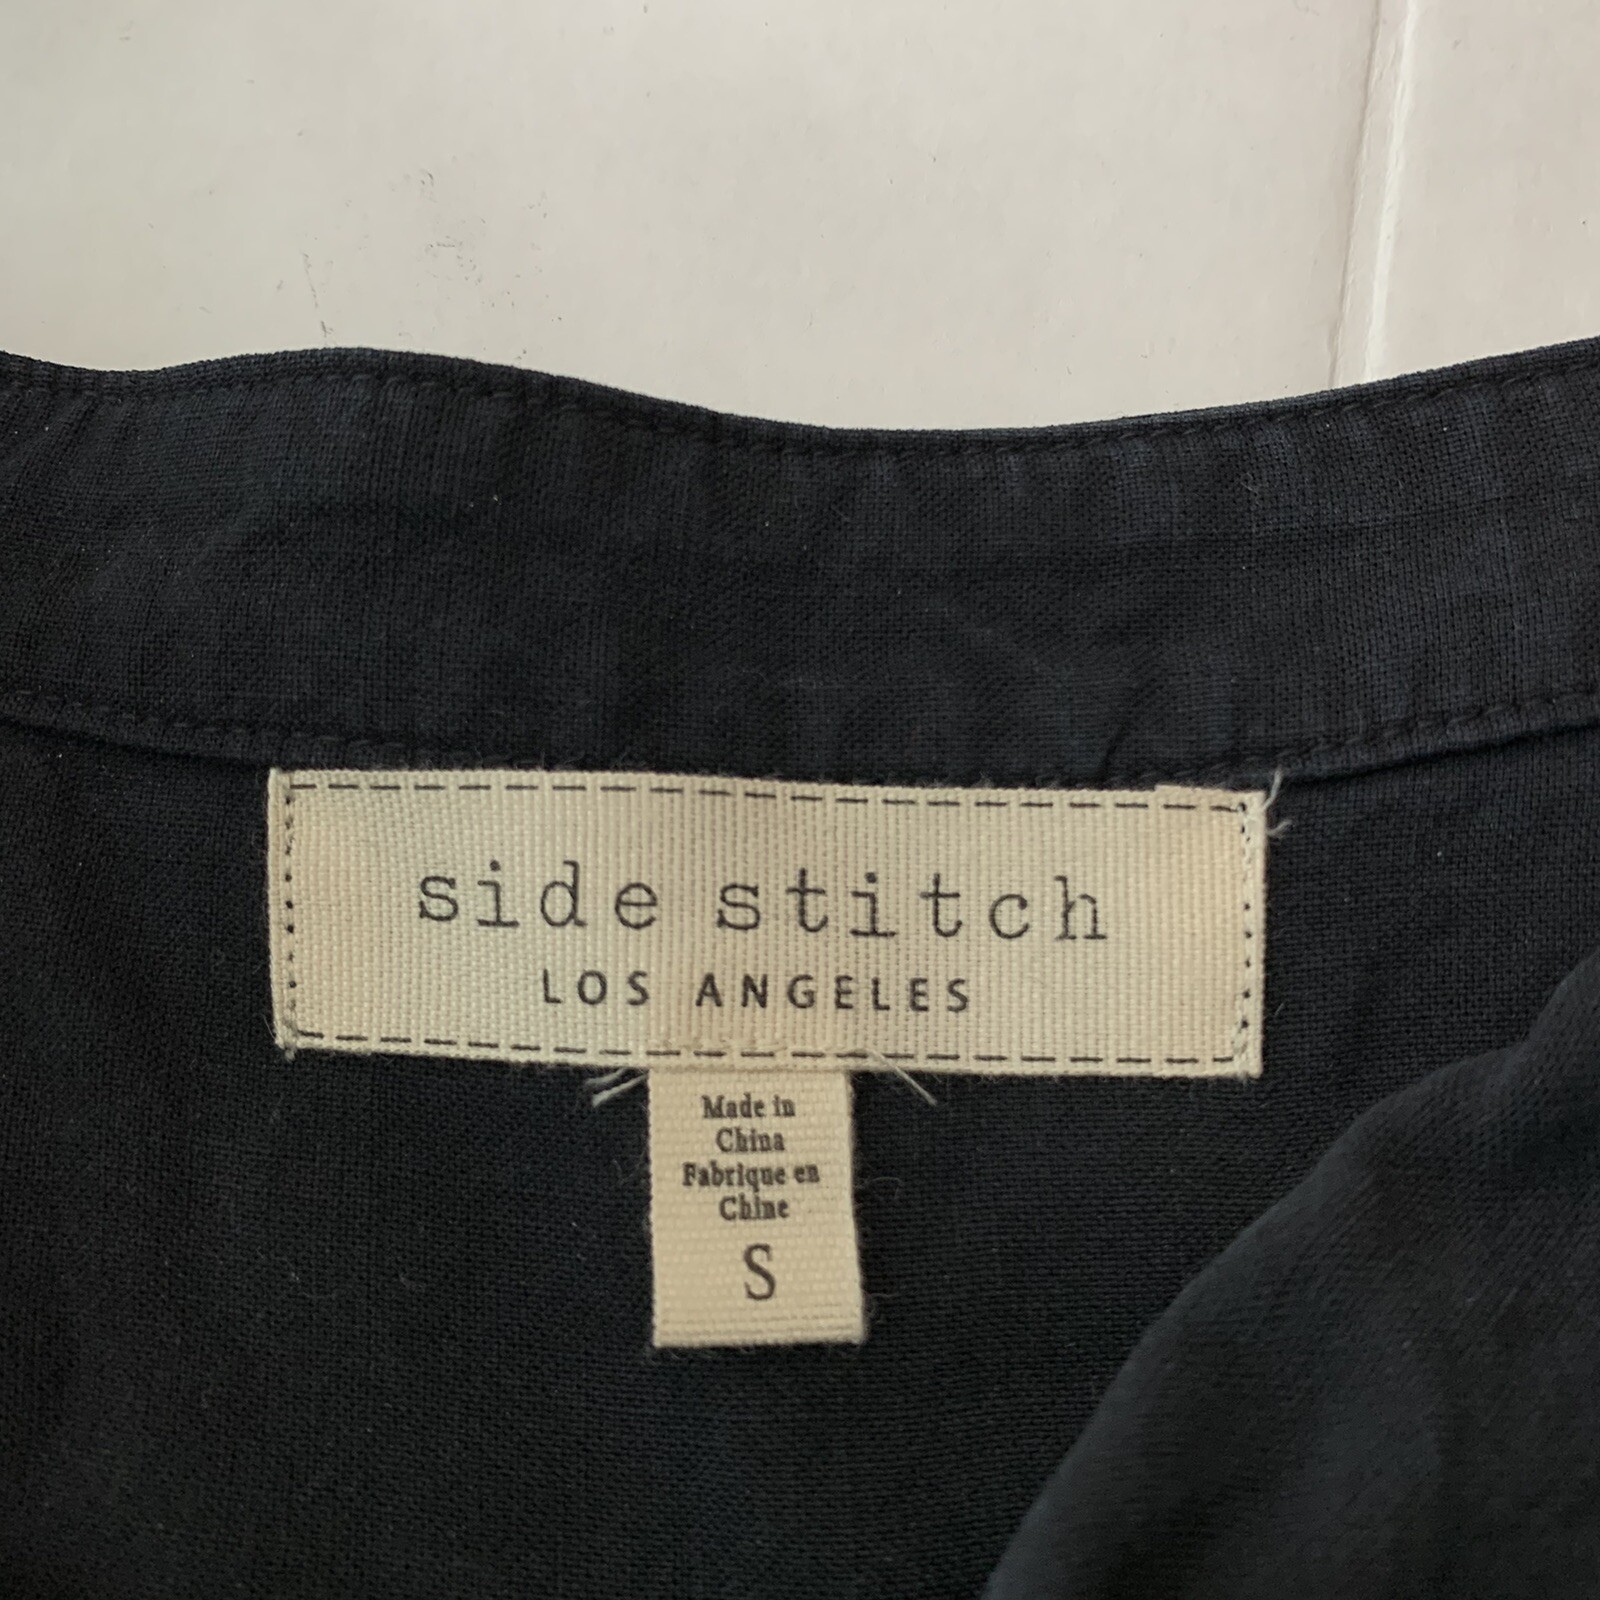 side stitch
LOS ANGELES
Made in
China
Fabrique en
Chine
S